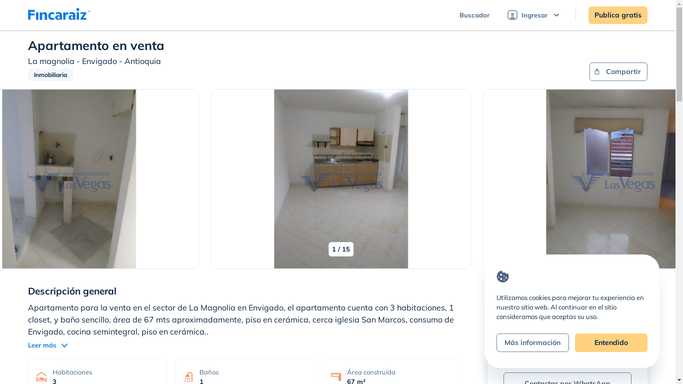 Fincaraiz
Buscador
Ingresar
Publica gratis
Apartamento en venta
La magnolia - Envigado - Antioquia
Inmobiliaria
Compartir
Las Vegas
Las Vegas
Las Vegas
1 / 15
Descripción general
Apartamento para la venta en el sector de La Magnolia en Envigado, el apartamento cuenta con 3 habitaciones, 1
closet, y baño sencillo, área de 67 mts aproximadamente, piso en cerámica, cerca iglesia San Marcos, consumo de
Envigado, cocina semintegral, piso en cerámica..
Leer más
Habitaciones
3
Baños
1
Área construida
67 m²
Utilizamos cookies para mejorar tu experiencia en
nuestro sitio web. Al continuar en el sitio
consideramos que aceptas su uso.
Más información
Entendido
Contactar por WhatsApp